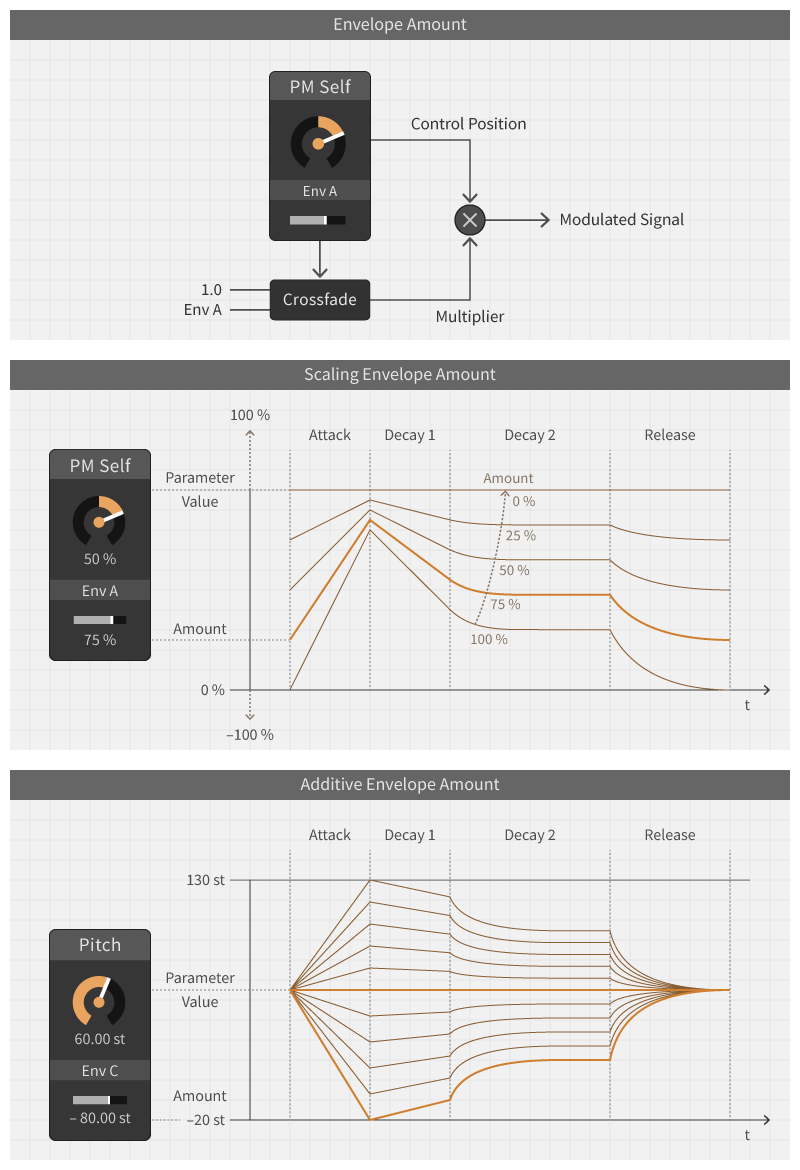 Envelope Amount
PM Self
Control Position
Env A
Modulated Signal
1.0
Env A
Crossfade
Multiplier
Scaling Envelope Amount
100 %
Attack
Decay 1
Decay 2
Release
PM Self
Parameter
Value
Amount
0 %
25 %
50 %
50 %
75 %
100 %
Env A
75 %
Amount
0 %
t
–100 %
Additive Envelope Amount
Attack
Decay 1
Decay 2
Release
130 st
Pitch
Parameter
Value
60.00 st
Env C
Amount
– 80.00 st
–20 st
t